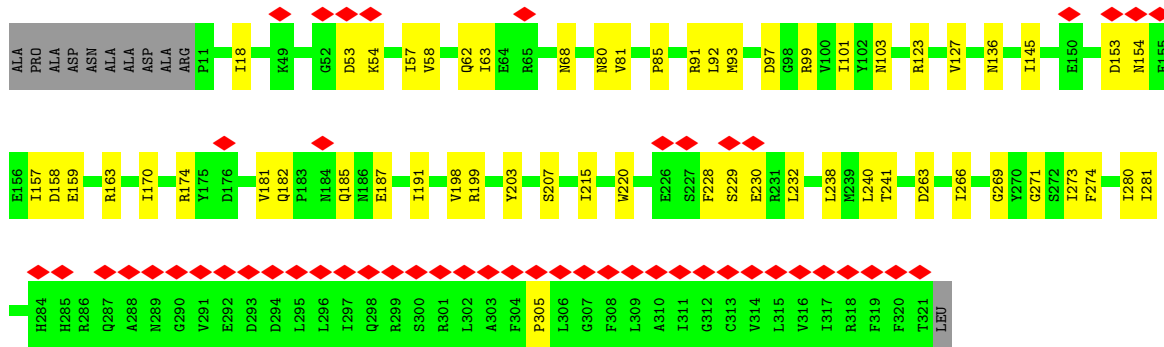 ALA PRO ALA ASP ASN ALA ALA ASP ALA ARG P11 I18 K49 G52 D53 K54 I57 V58 Q62 I63 E64 R65 N68 N80 V81 P85 R91 L92 M93 D97 G98 R99 V100 I101 Y102 N103 R123 V127 N136 I145 E150 D153 N154 E155
E156 I157 D158 E159 R163 I170 R174 Y175 D176 V181 Q182 P183 N184 Q185 N186 E187 I191 V198 R199 Y203 S207 I215 W220 E226 S227 F228 S229 E230 R231 L232 L238 M239 L240 T241 D263 I266 G269 Y270 G271 S272 I273 F274 I280 I281
H284 H285 R286 Q287 A288 N289 G290 V291 E292 D293 D294 L295 L296 I297 Q298 R299 S300 R301 L302 A303 F304 P305 L306 G307 F308 L309 A310 I311 G312 C313 V314 L315 V316 I317 R318 F319 F320 T321 LEU